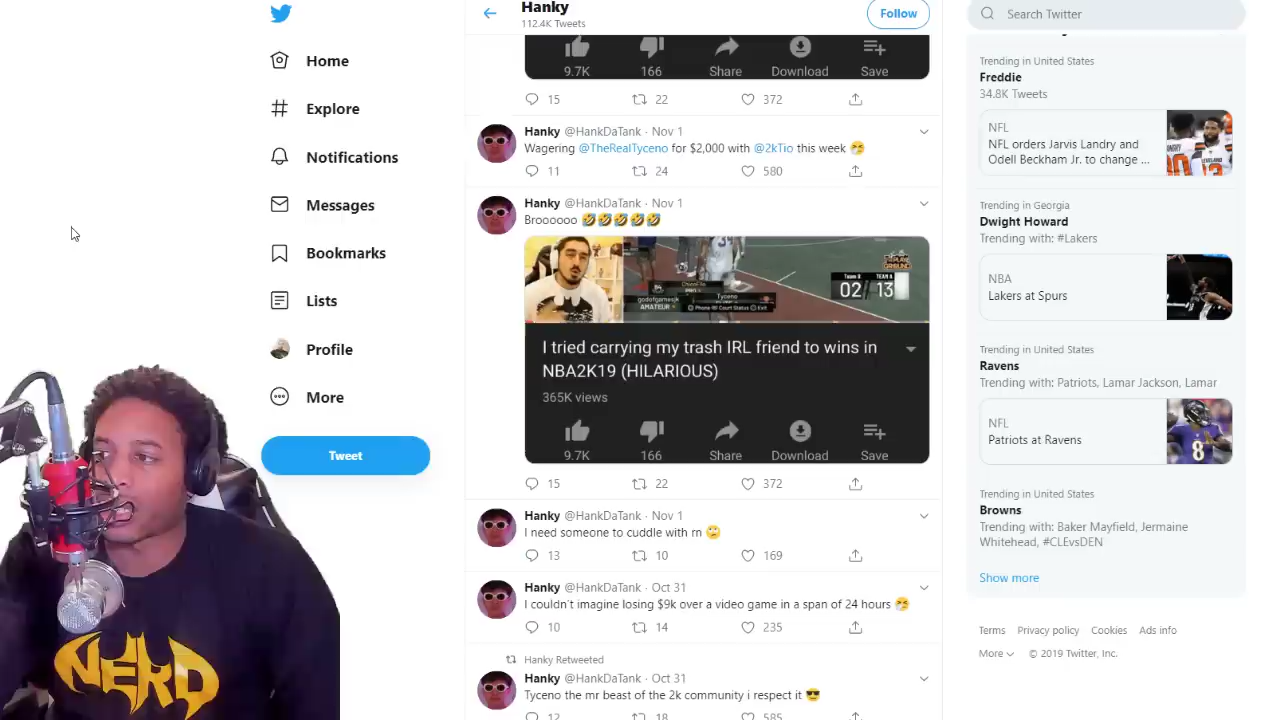 Home
Explore
Notifications
Messages
Bookmarks
Lists
Profile
More
Tweet
NERD
Hanky
112.4K Tweets
Follow
9.7K 166 Share Download Save
15 22 372
Hanky @HankDaTank · Nov 1
Wagering @TheRealTyceno for $2,000 with @2kTio this week 🤧
11 24 580
Hanky @HankDaTank · Nov 1
Broooooo 🤣🤣🤣🤣🤣
Tyceno
AMATEUR
02 13
I tried carrying my trash IRL friend to wins in
NBA2K19 (HILARIOUS)
365K views
9.7K 166 Share Download Save
15 22 372
Hanky @HankDaTank · Nov 1
I need someone to cuddle with rn 🙄
13 10 169
Hanky @HankDaTank · Oct 31
I couldn't imagine losing $9k over a video game in a span of 24 hours 🤧
10 14 235
Hanky Retweeted
Hanky @HankDaTank · Oct 31
Tyceno the mr beast of the 2k community i respect it 😎
12 18 585
Search Twitter
Trending in United States
Freddie
34.8K Tweets
NFL
NFL orders Jarvis Landry and
Odell Beckham Jr. to change ...
Trending in Georgia
Dwight Howard
Trending with: #Lakers
NBA
Lakers at Spurs
Trending in United States
Ravens
Trending with: Patriots, Lamar Jackson, Lamar
NFL
Patriots at Ravens
Trending in United States
Browns
Trending with: Baker Mayfield, Jermaine
Whitehead, #CLEvsDEN
Show more
Terms Privacy policy Cookies Ads info
More © 2019 Twitter, Inc.